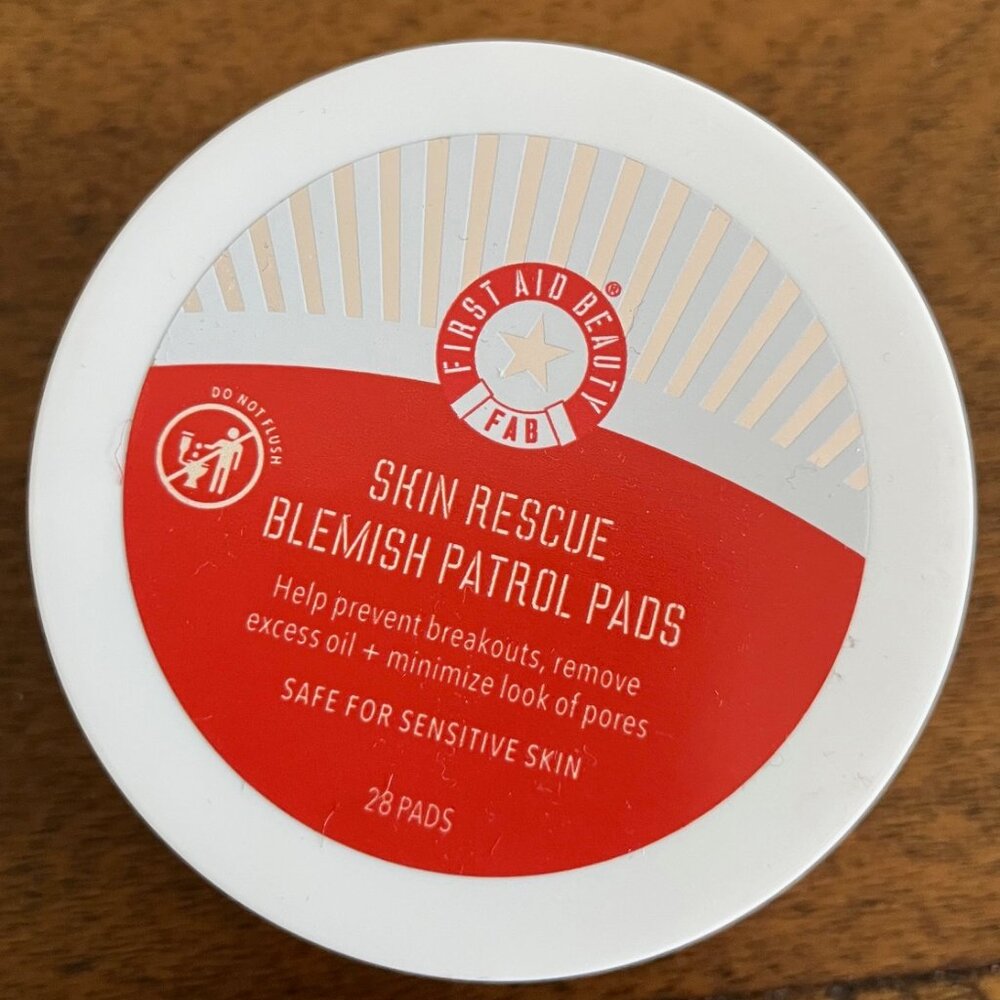 FIRST AID BEAUTY®
FAB
DO NOT FLUSH
SKIN RESCUE
BLEMISH PATROL PADS
Help prevent breakouts, remove
excess oil + minimize look of pores
SAFE FOR SENSITIVE SKIN
28 PADS